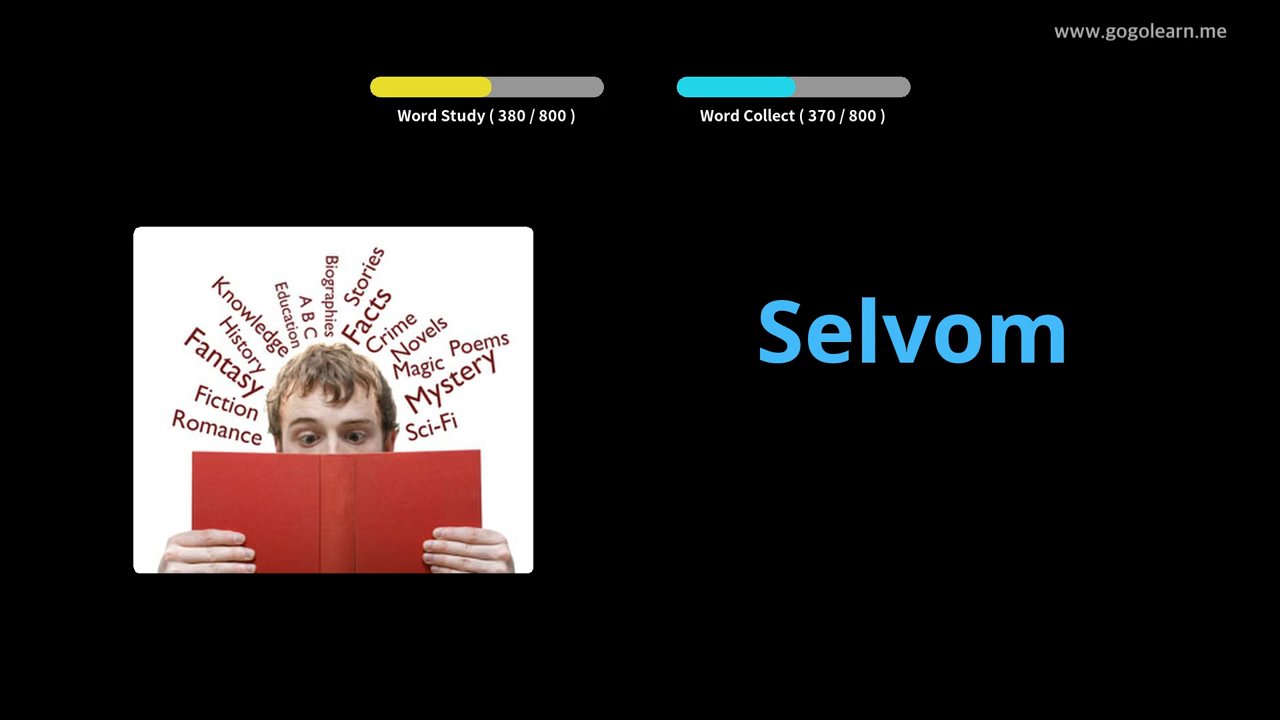 www.gogolearn.me
Word Study ( 380 / 800 )
Word Collect ( 370 / 800 )
Selvom
Biographies
Stories
Education
A B C
Facts
Knowledge
Crime
History
Novels
Fantasy
Magic
Poems
Mystery
Fiction
Romance
Sci-Fi